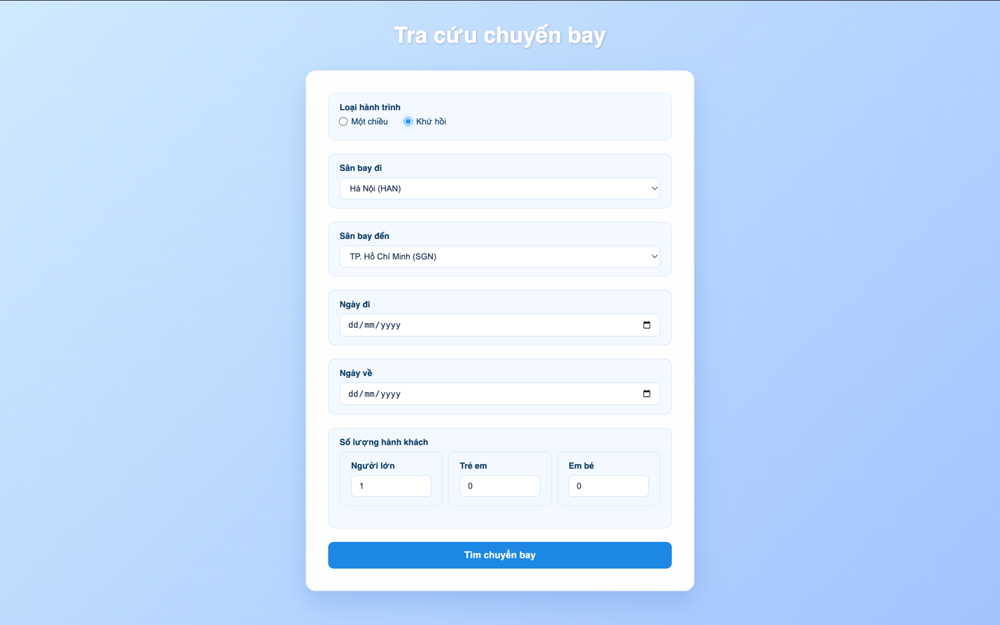 Tra cứu chuyến bay
Loại hành trình
Một chiều Khứ hồi
Sân bay đi
Hà Nội (HAN)
Sân bay đến
TP. Hồ Chí Minh (SGN)
Ngày đi
dd/mm/yyyy
Ngày về
dd/mm/yyyy
Số lượng hành khách
Người lớn Trẻ em Em bé
1 0 0
Tìm chuyến bay